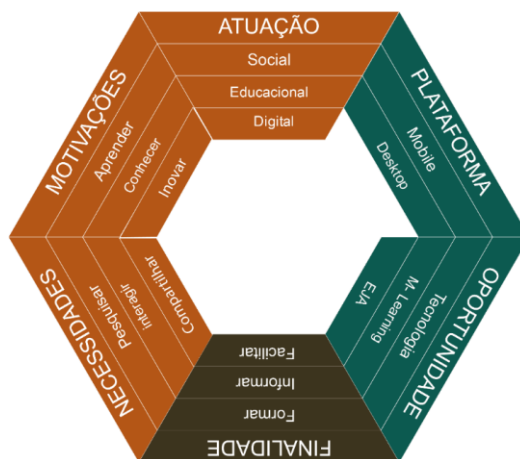 ATUAÇÃO
Social
Educacional
Digital
PLATAFORMA
Mobile
Desktop
OPORTUNIDADE
Tecnologia
M- Learning
EJA
FINALIDADE
Formar
Informar
Facilitar
NECESSIDADES
Pesquisar
interagir
Compartilhar
MOTIVAÇÕES
Aprender
Conhecer
Inovar